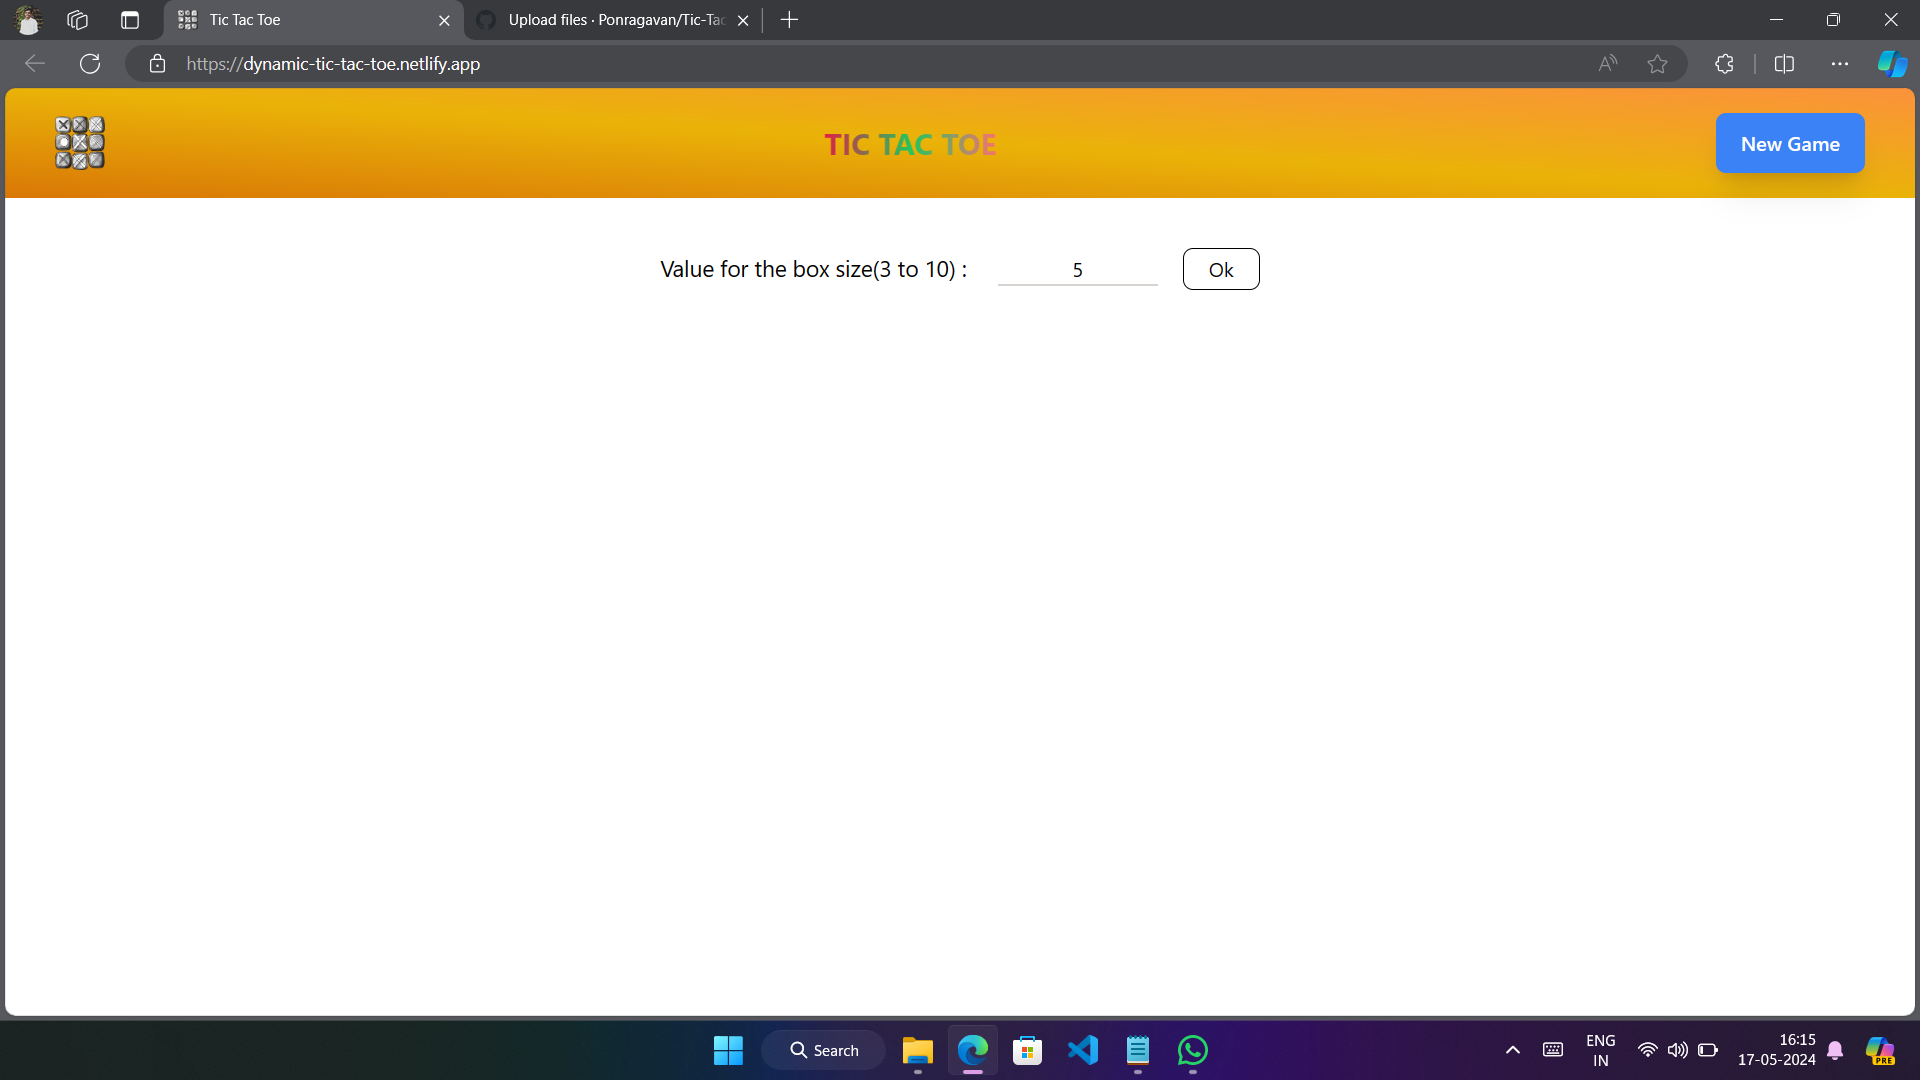 Tic Tac Toe
Upload files · Ponragavan/Tic-Tac
https://dynamic-tic-tac-toe.netlify.app
TIC TAC TOE
New Game
Value for the box size(3 to 10) :
5
Ok
Search
ENG
IN
16:15
17-05-2024
PRE